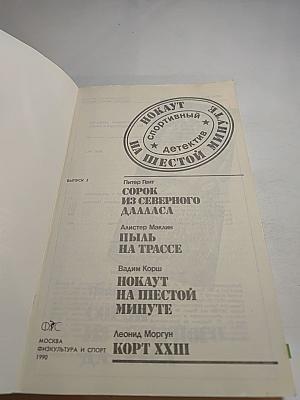 НОКАУТ
НА ШЕСТОЙ МИНУТЕ
СПОРТИВНЫЙ
ДЕТЕКТИВ
ВЫПУСК 3
Питер Гент
СОРОК
ИЗ СЕВЕРНОГО
ДАЛЛАСА
Алистер Маклин
ПЫЛЬ
НА ТРАССЕ
Вадим Корш
НОКАУТ
НА ШЕСТОЙ
МИНУТЕ
Леонид Моргун
КОРТ XXIII
ФиС
МОСКВА
ФИЗКУЛЬТУРА И СПОРТ
1990